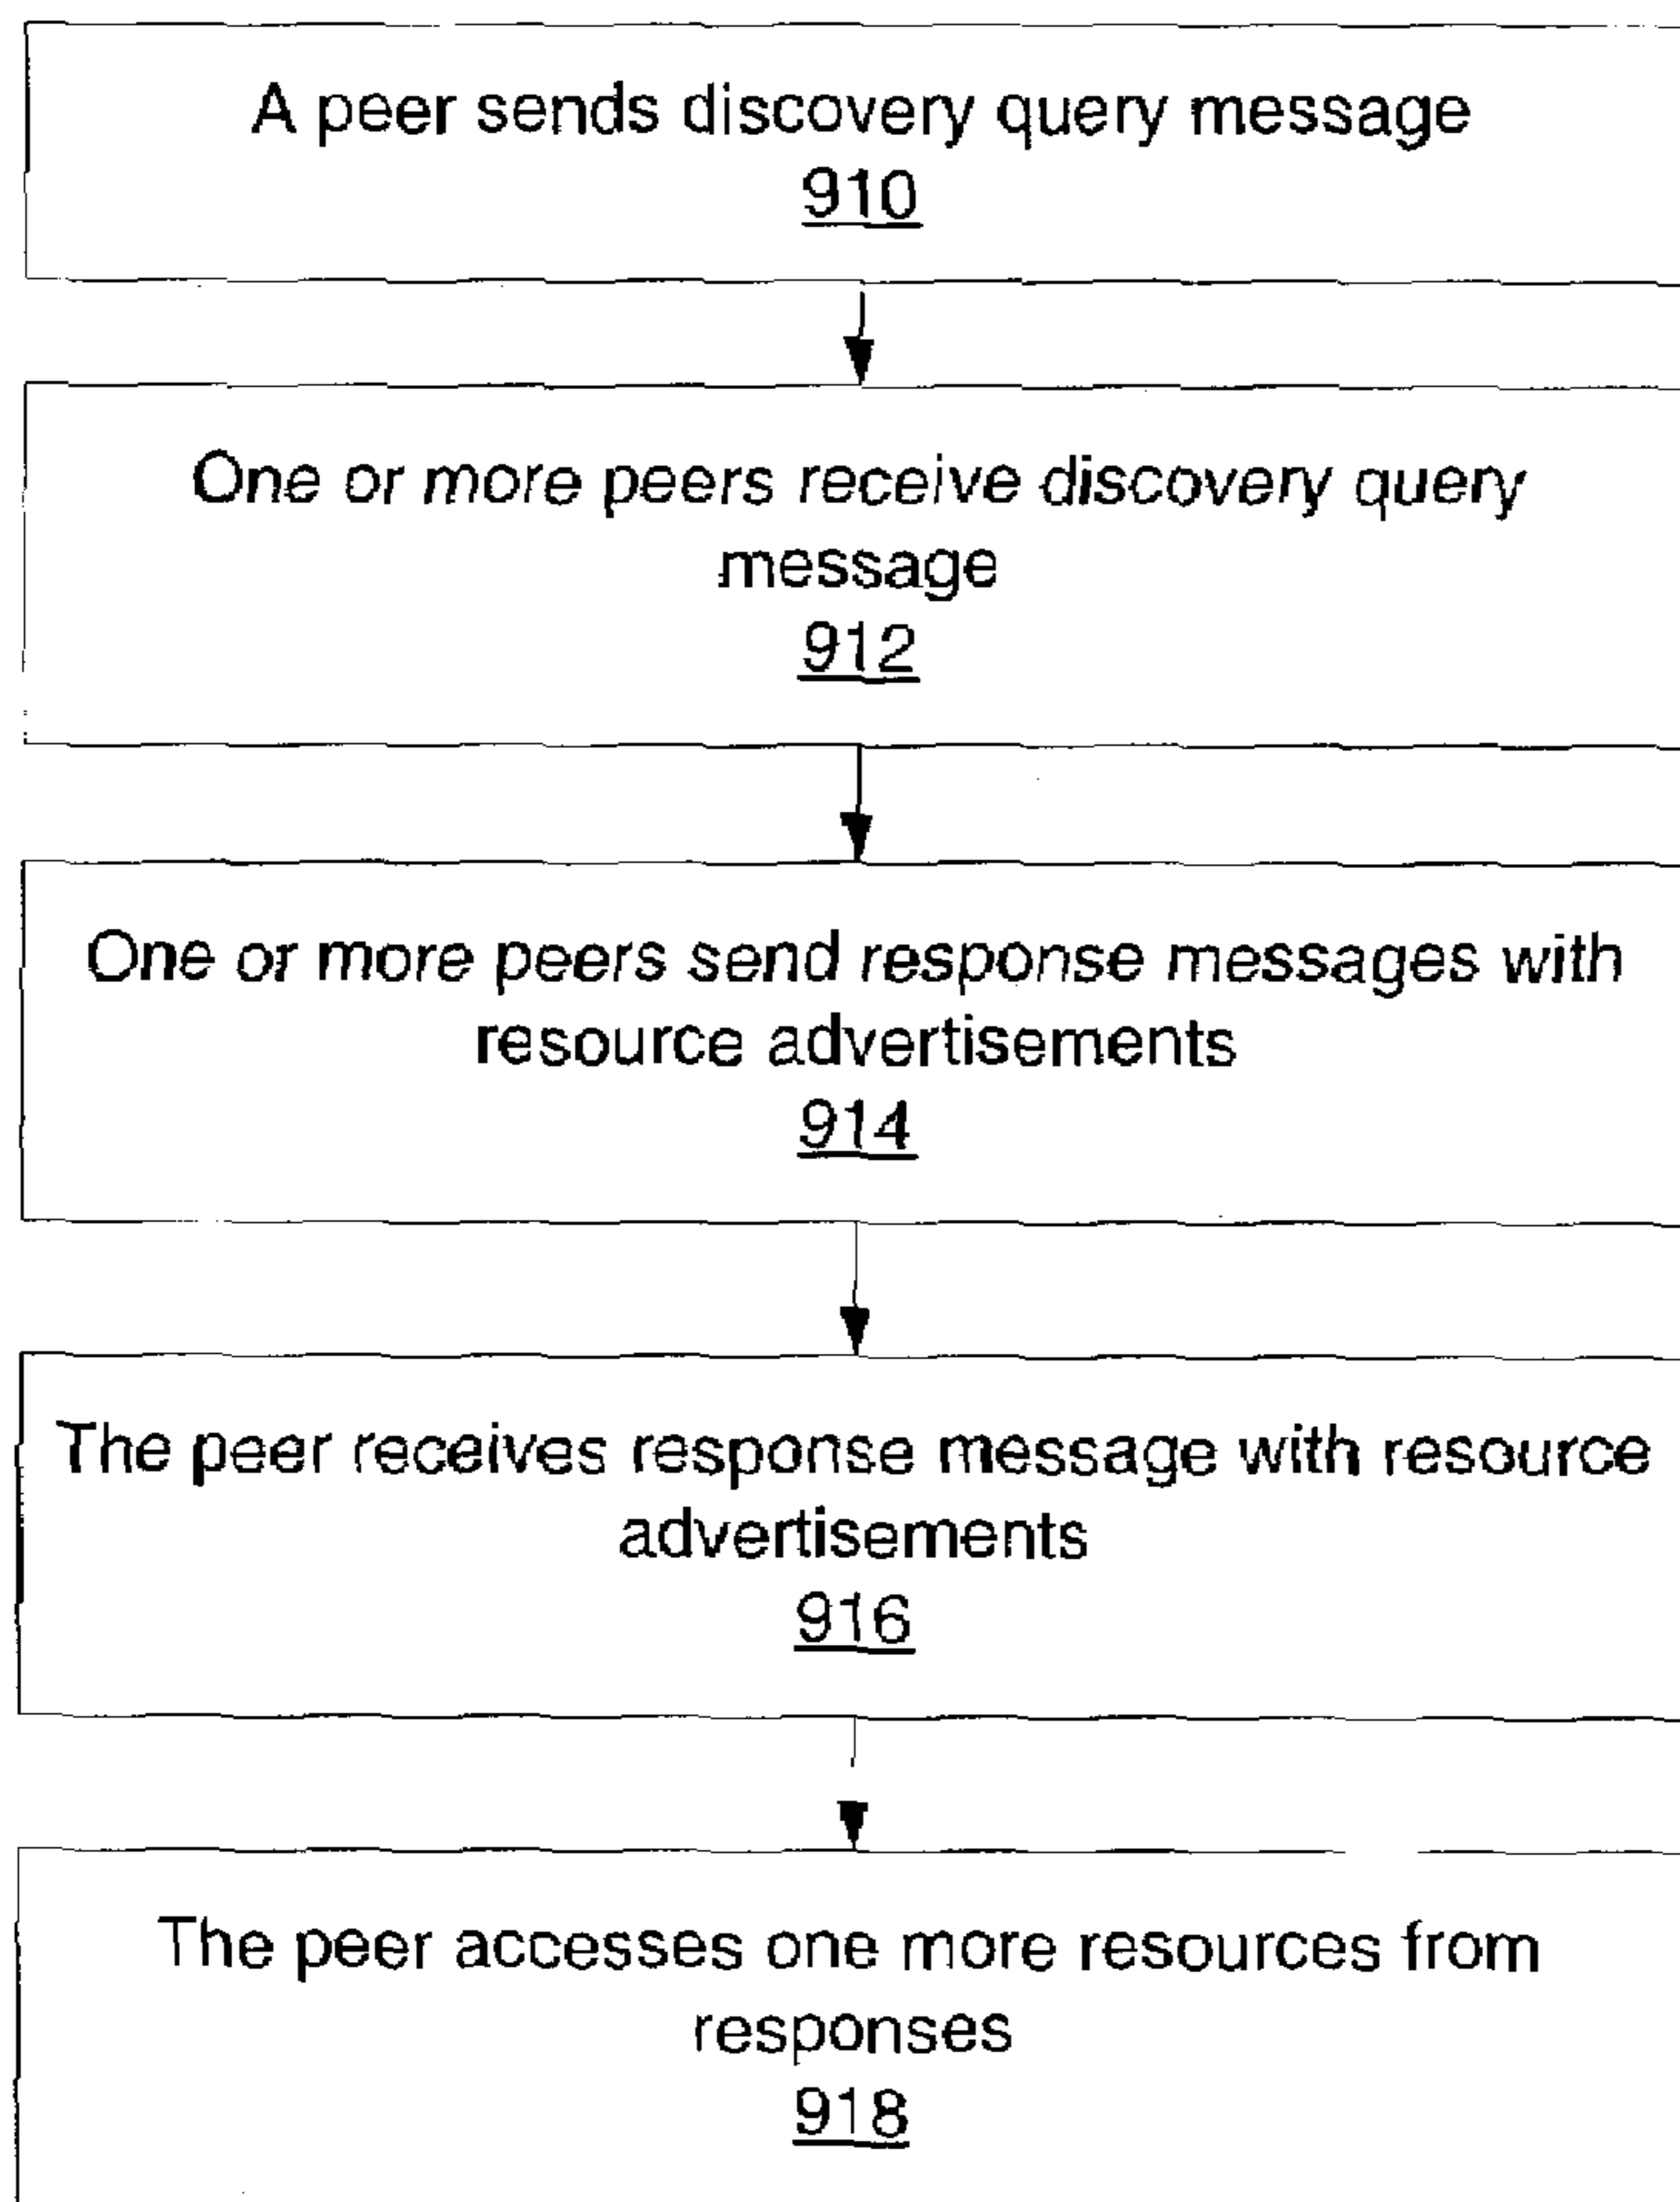 A peer sends discovery query message
910
One or more peers receive discovery query
message
912
One or more peers send response messages with
resource advertisements
914
The peer receives response message with resource
advertisements
916
The peer accesses one more resources from
responses
918